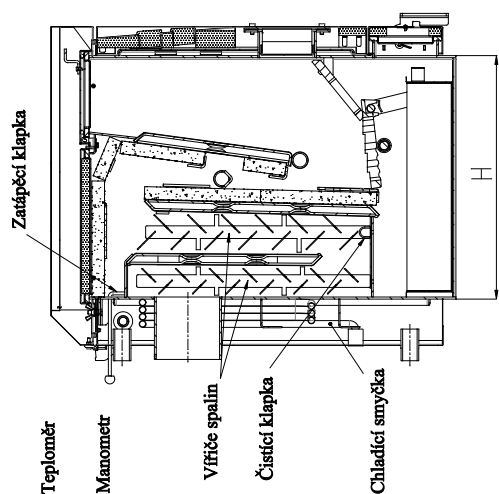 Teploměr
Manometr
Zatápěcí klapka
Vířiče spalin
Čistící klapka
Chladící smyčka
H